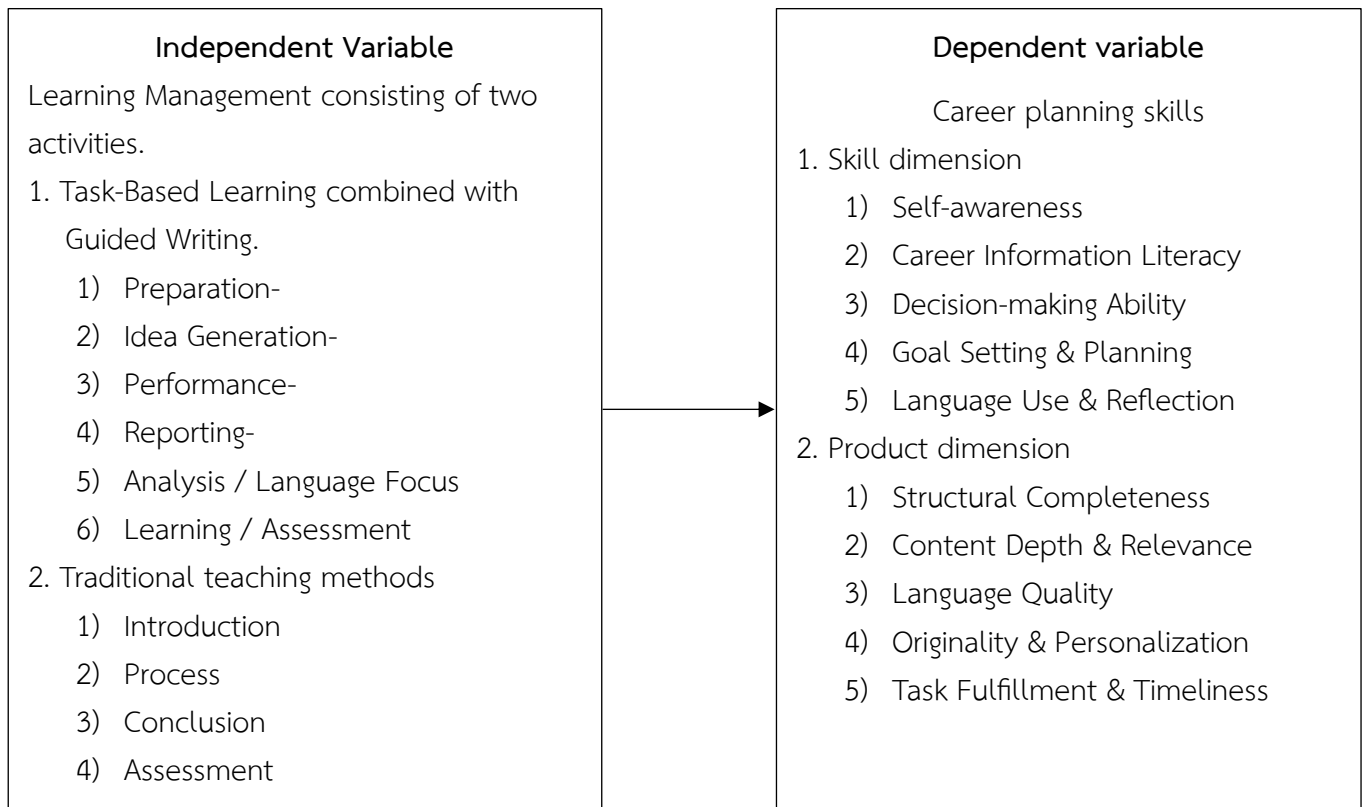 Independent Variable
Learning Management consisting of two
activities.
1. Task-Based Learning combined with
Guided Writing.
1) Preparation-
2) Idea Generation-
3) Performance-
4) Reporting-
5) Analysis / Language Focus
6) Learning / Assessment
2. Traditional teaching methods
1) Introduction
2) Process
3) Conclusion
4) Assessment
Dependent variable
Career planning skills
1. Skill dimension
1) Self-awareness
2) Career Information Literacy
3) Decision-making Ability
4) Goal Setting & Planning
5) Language Use & Reflection
2. Product dimension
1) Structural Completeness
2) Content Depth & Relevance
3) Language Quality
4) Originality & Personalization
5) Task Fulfillment & Timeliness